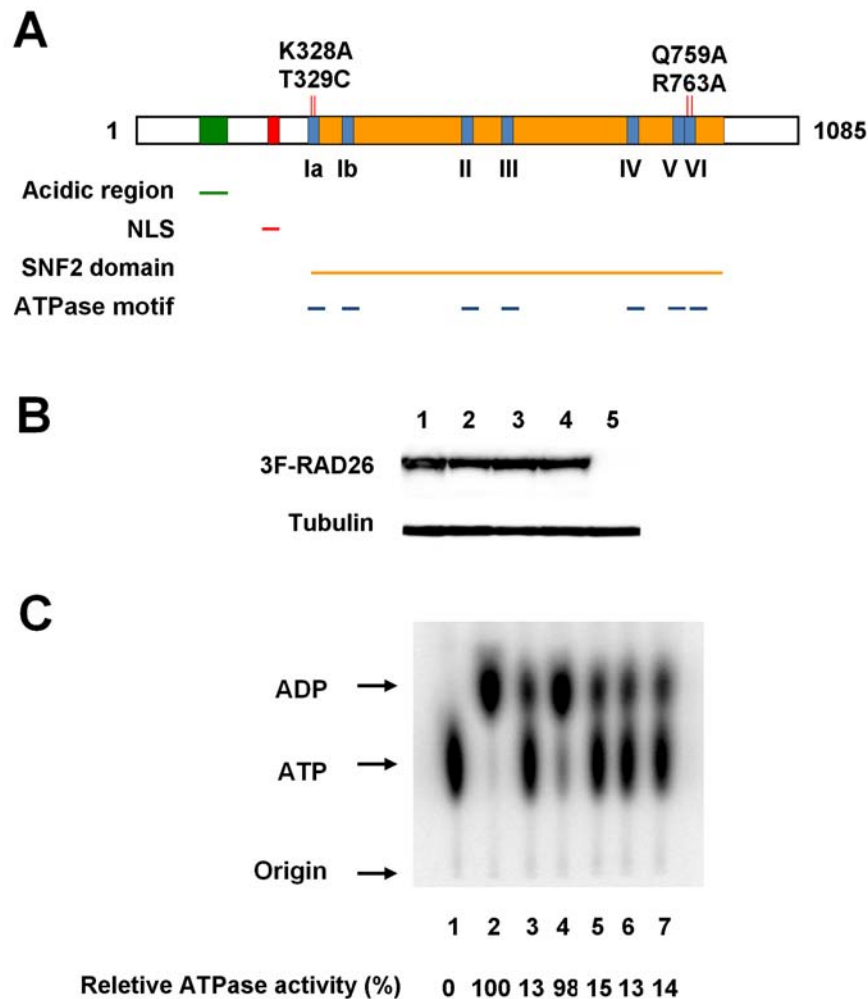 A
K328A Q759A
T329C R763A
1 1085
Ia Ib II III IV V VI
Acidic region
NLS
SNF2 domain
ATPase motif
B
1 2 3 4 5
3F-RAD26
Tubulin
C
ADP
ATP
Origin
1 2 3 4 5 6 7
Reletive ATPase activity (%) 0 100 13 98 15 13 14